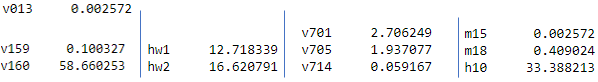 v013 0.002572
v701 2.706249 m15 0.002572
v159 0.100327 hw1 12.718339 v705 1.937077 m18 0.409024
v160 58.660253 hw2 16.620791 v714 0.059167 h10 33.388213